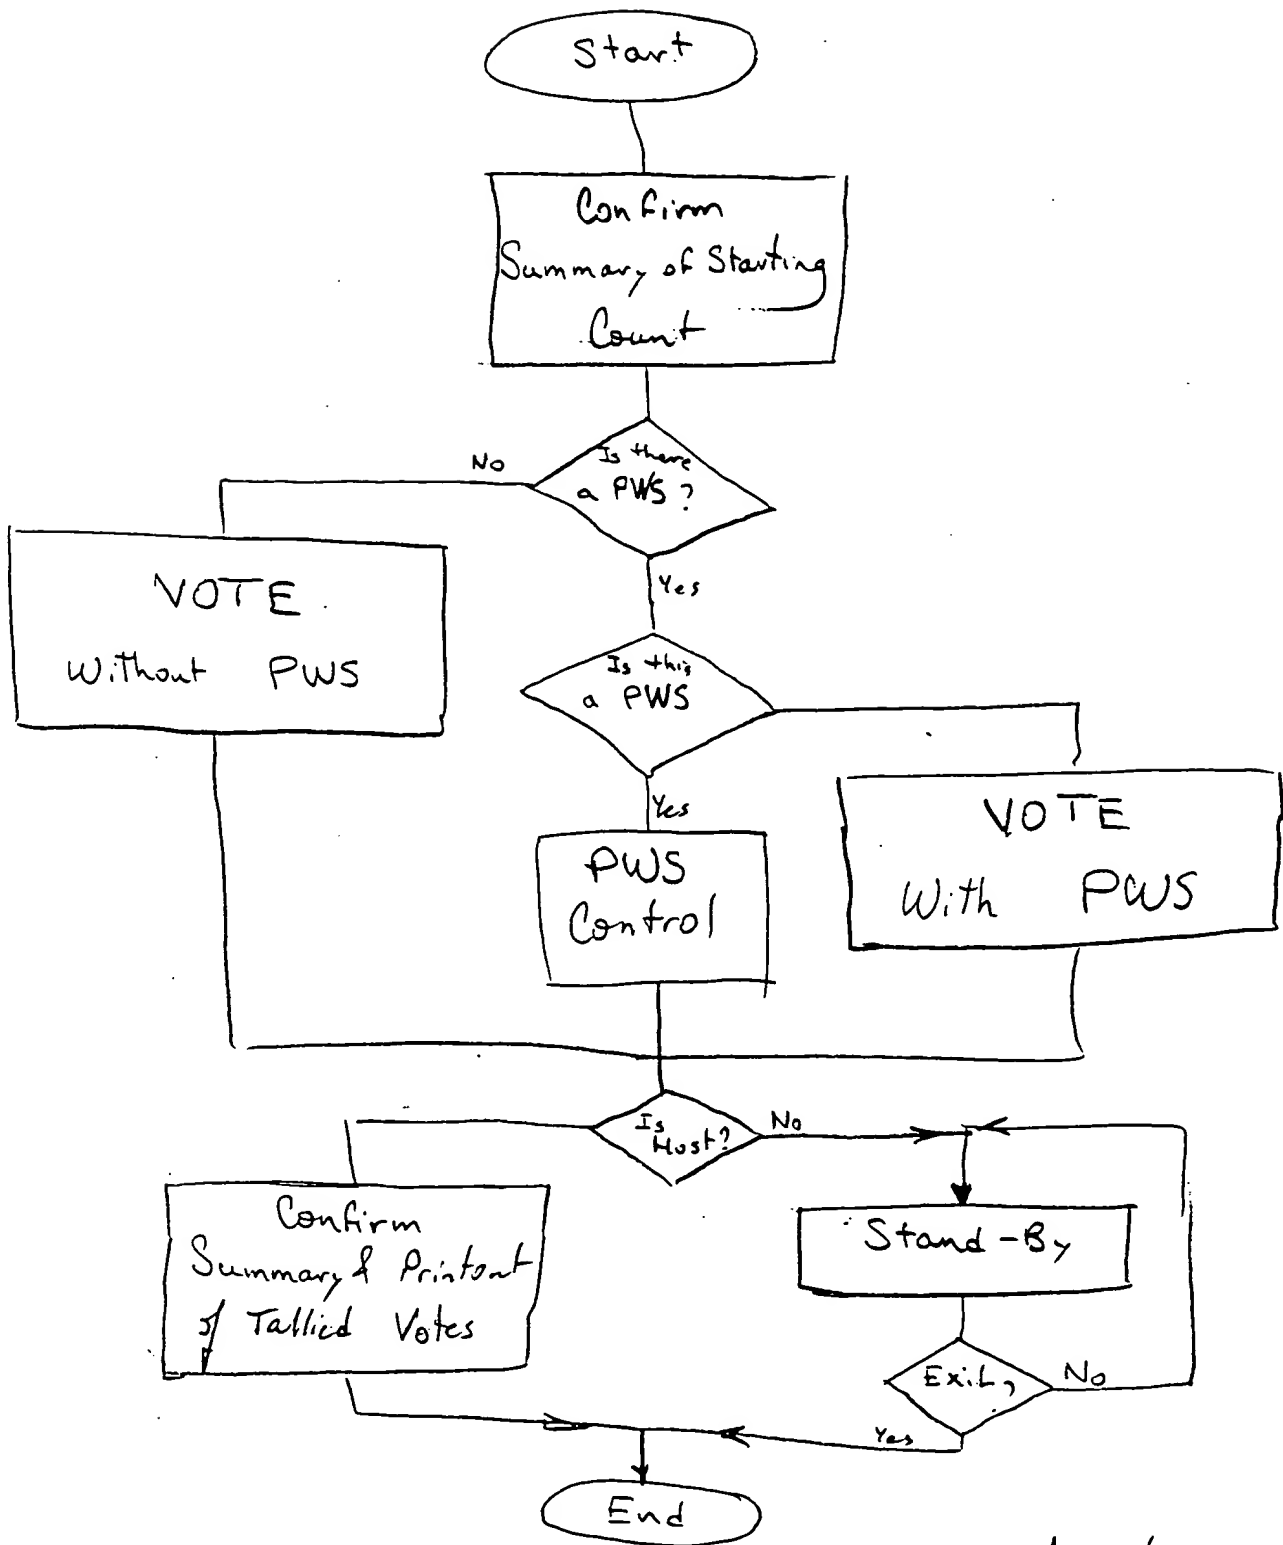 Start
Confirm
Summary of Starting
Count
Is there
a PWS?
No
Yes
VOTE
Without PWS
Is this
a PWS
Yes
VOTE
With PWS
PWS
Control
Is
Host?
No
Confirm
Summary & Printout
of Tallied Votes
Stand-By
Exit?
No
Yes
End